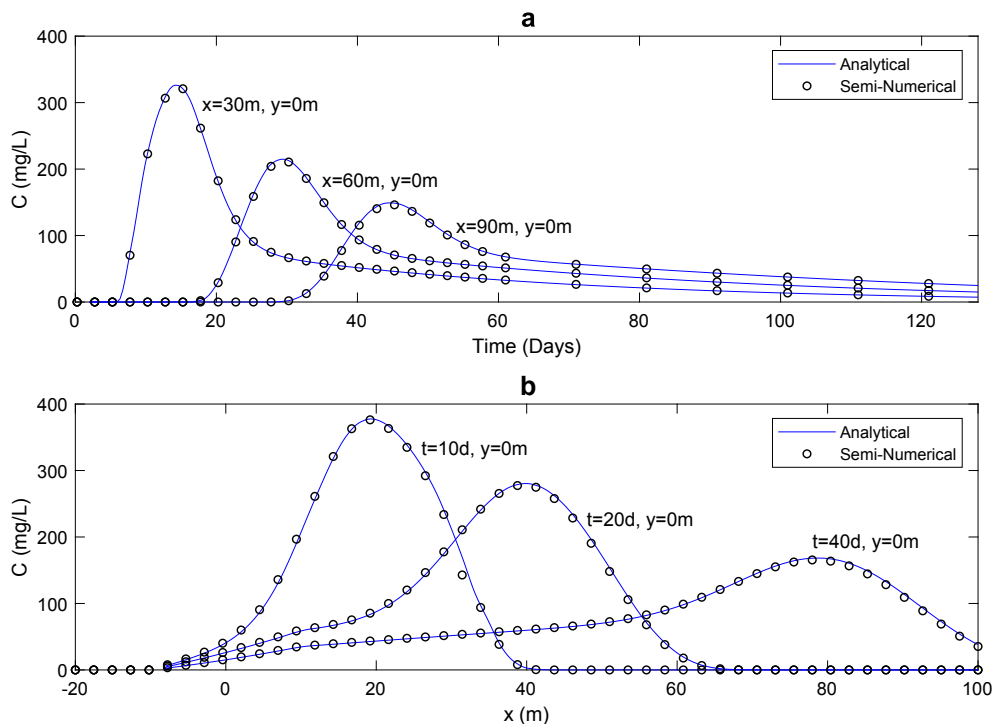 a
C (mg/L)
400
300
200
100
0
Analytical
Semi-Numerical
x=30m, y=0m
x=60m, y=0m
x=90m, y=0m
0 20 40 60 80 100 120
Time (Days)
b
C (mg/L)
400
300
200
100
0
Analytical
Semi-Numerical
t=10d, y=0m
t=20d, y=0m
t=40d, y=0m
-20 0 20 40 60 80 100
x (m)